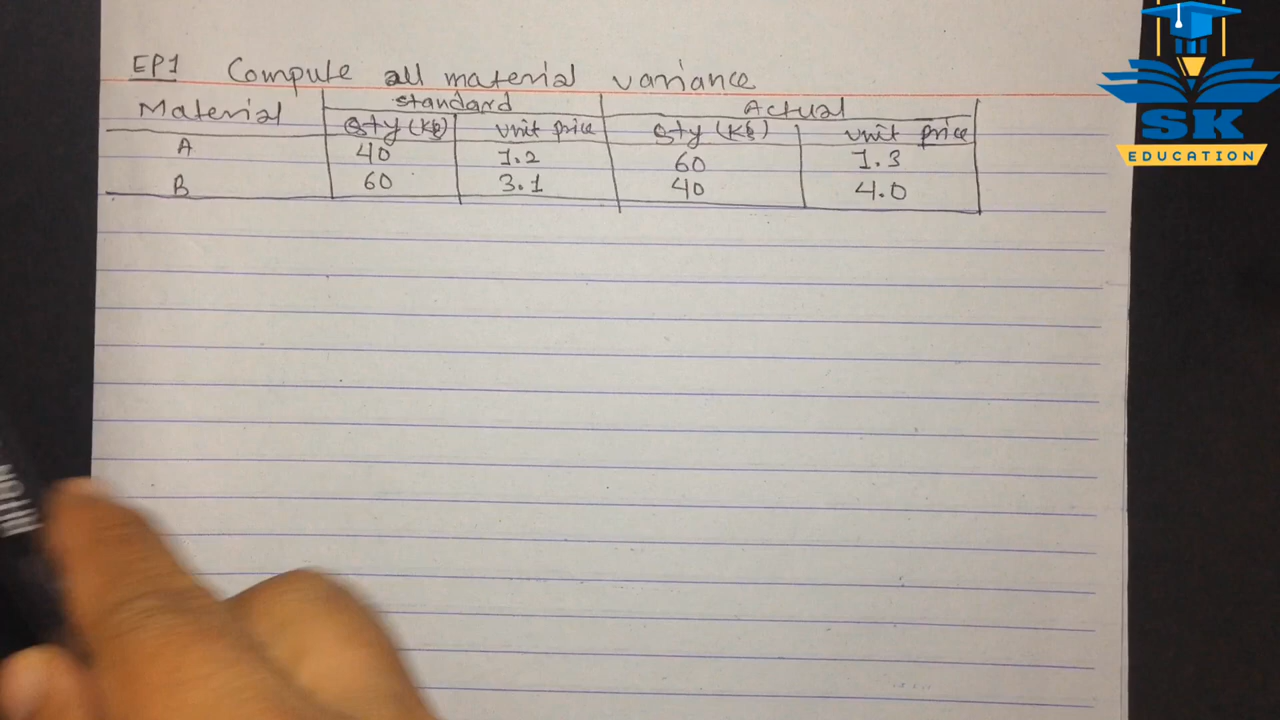 EP1 Compute all material variance
Material standard Actual
Qty (Kg) unit price Qty (Kg) unit price
A 40 1.2 60 1.3
B 60 3.1 40 4.0
SK
EDUCATION